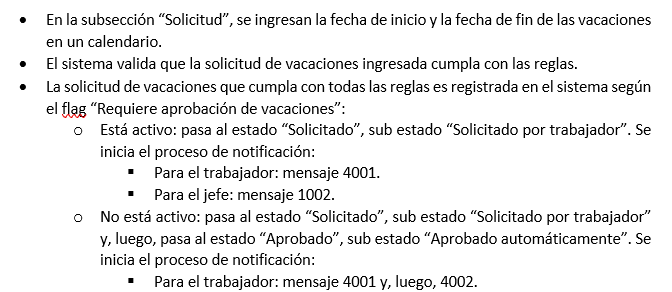 • En la subsección “Solicitud”, se ingresan la fecha de inicio y la fecha de fin de las vacaciones
en un calendario.
• El sistema valida que la solicitud de vacaciones ingresada cumpla con las reglas.
• La solicitud de vacaciones que cumpla con todas las reglas es registrada en el sistema según
el flag “Requiere aprobación de vacaciones”:
o Está activo: pasa al estado “Solicitado”, sub estado “Solicitado por trabajador”. Se
inicia el proceso de notificación:
▪ Para el trabajador: mensaje 4001.
▪ Para el jefe: mensaje 1002.
o No está activo: pasa al estado “Solicitado”, sub estado “Solicitado por trabajador”
y, luego, pasa al estado “Aprobado”, sub estado “Aprobado automáticamente”. Se
inicia el proceso de notificación:
▪ Para el trabajador: mensaje 4001 y, luego, 4002.